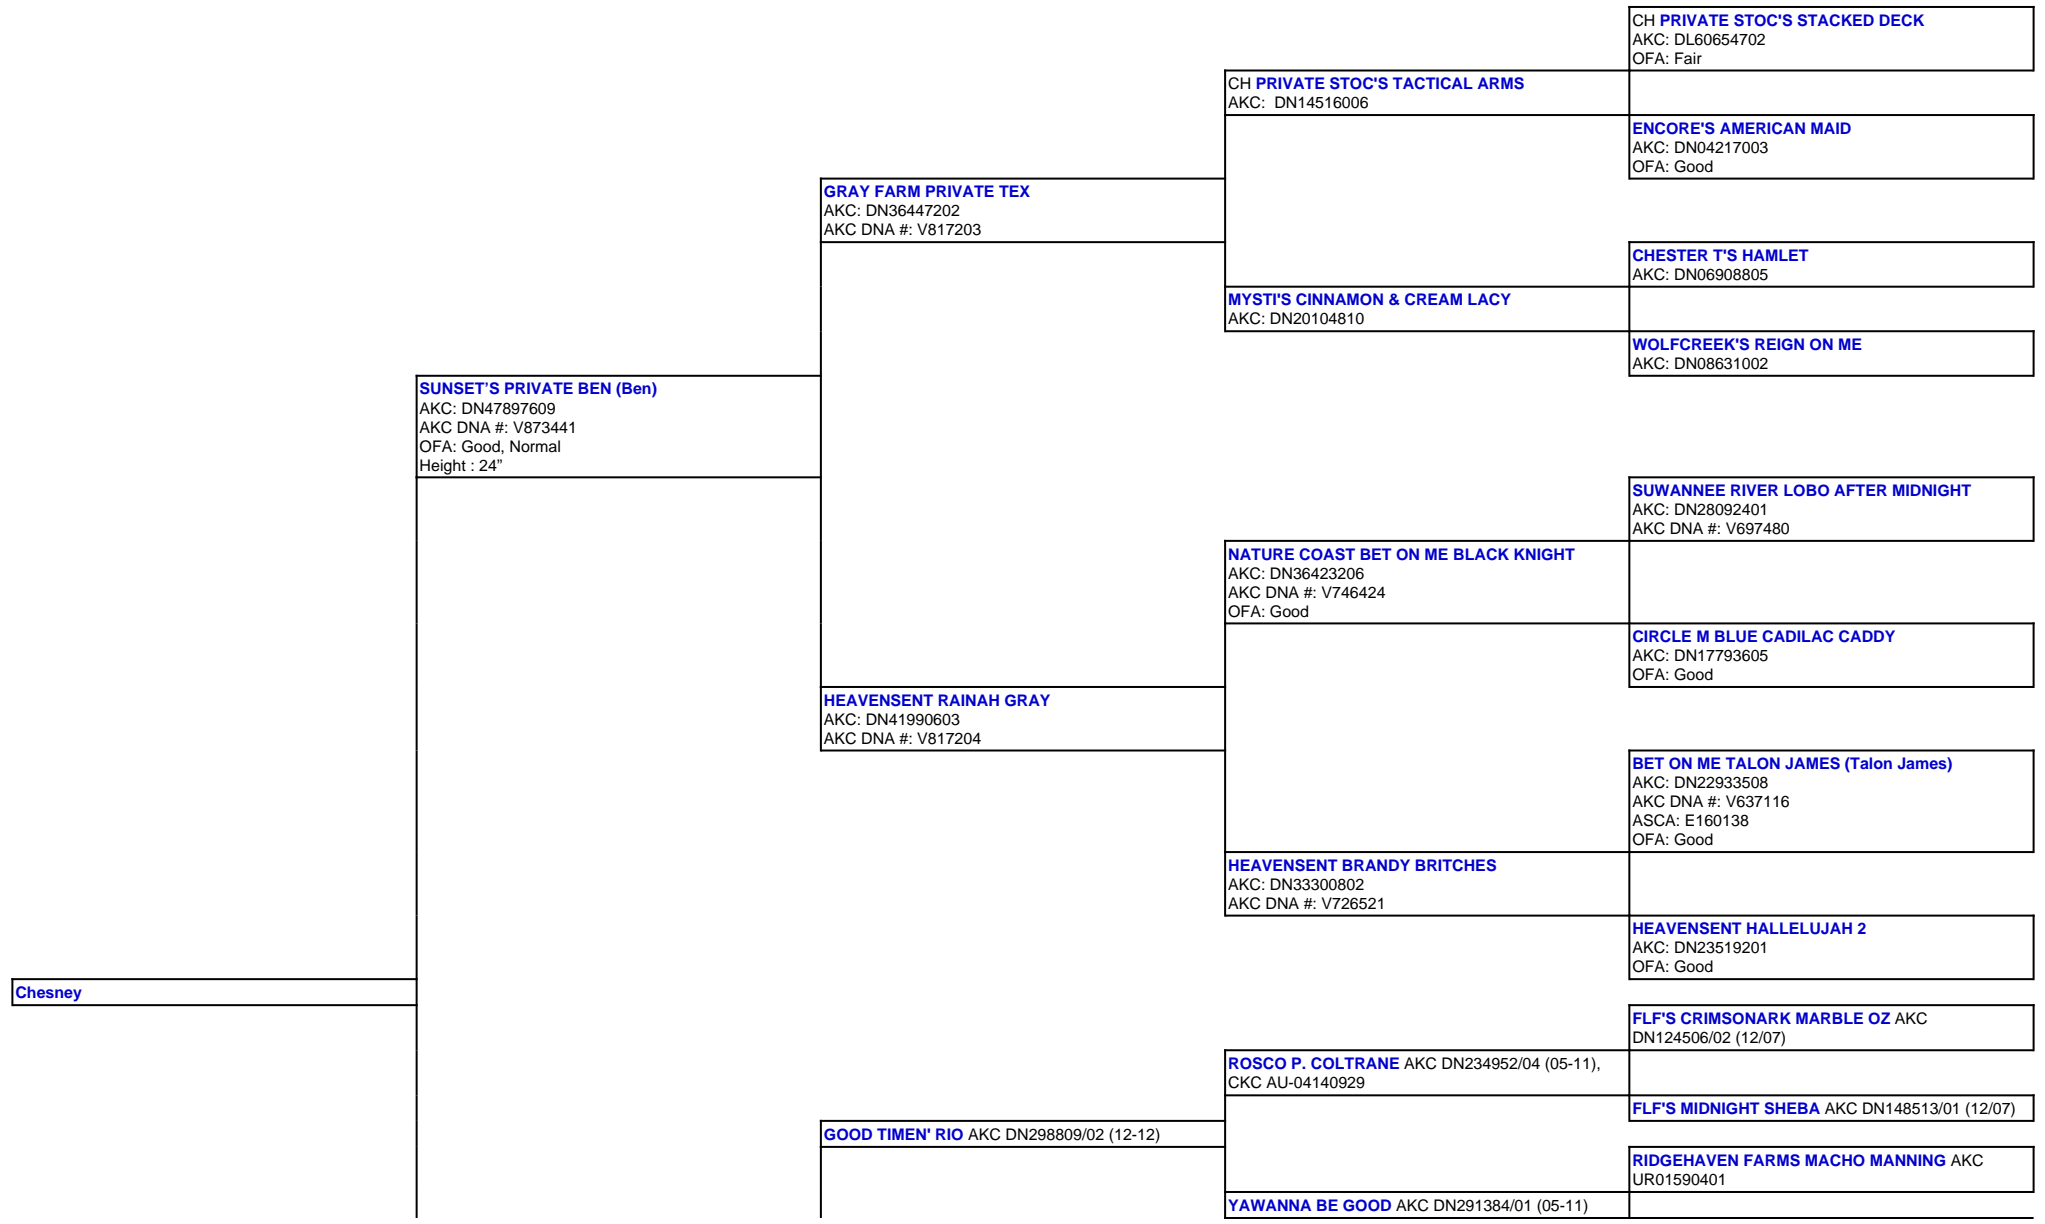 CH PRIVATE STOC'S STACKED DECK
AKC: DL60654702
OFA: Fair
CH PRIVATE STOC'S TACTICAL ARMS
AKC:  DN14516006
ENCORE'S AMERICAN MAID
AKC: DN04217003
OFA: Good
GRAY FARM PRIVATE TEX
AKC: DN36447202
AKC DNA #: V817203
CHESTER T'S HAMLET
AKC: DN06908805
MYSTI'S CINNAMON & CREAM LACY
AKC: DN20104810
WOLFCREEK'S REIGN ON ME
AKC: DN08631002
SUNSET’S PRIVATE BEN (Ben)
AKC: DN47897609
AKC DNA #: V873441
OFA: Good, Normal
Height : 24”
SUWANNEE RIVER LOBO AFTER MIDNIGHT
AKC: DN28092401
AKC DNA #: V697480
NATURE COAST BET ON ME BLACK KNIGHT
AKC: DN36423206
AKC DNA #: V746424
OFA: Good
CIRCLE M BLUE CADILAC CADDY
AKC: DN17793605
OFA: Good
HEAVENSENT RAINAH GRAY
AKC: DN41990603
AKC DNA #: V817204
BET ON ME TALON JAMES (Talon James)
AKC: DN22933508
AKC DNA #: V637116
ASCA: E160138
OFA: Good
HEAVENSENT BRANDY BRITCHES
AKC: DN33300802
AKC DNA #: V726521
HEAVENSENT HALLELUJAH 2
AKC: DN23519201
OFA: Good
Chesney
FLF'S CRIMSONARK MARBLE OZ AKC
DN124506/02 (12/07)
ROSCO P. COLTRANE AKC DN234952/04 (05-11),
CKC AU-04140929
FLF'S MIDNIGHT SHEBA AKC DN148513/01 (12/07)
GOOD TIMEN' RIO AKC DN298809/02 (12-12)
RIDGEHAVEN FARMS MACHO MANNING AKC
UR01590401
YAWANNA BE GOOD AKC DN291384/01 (05-11)